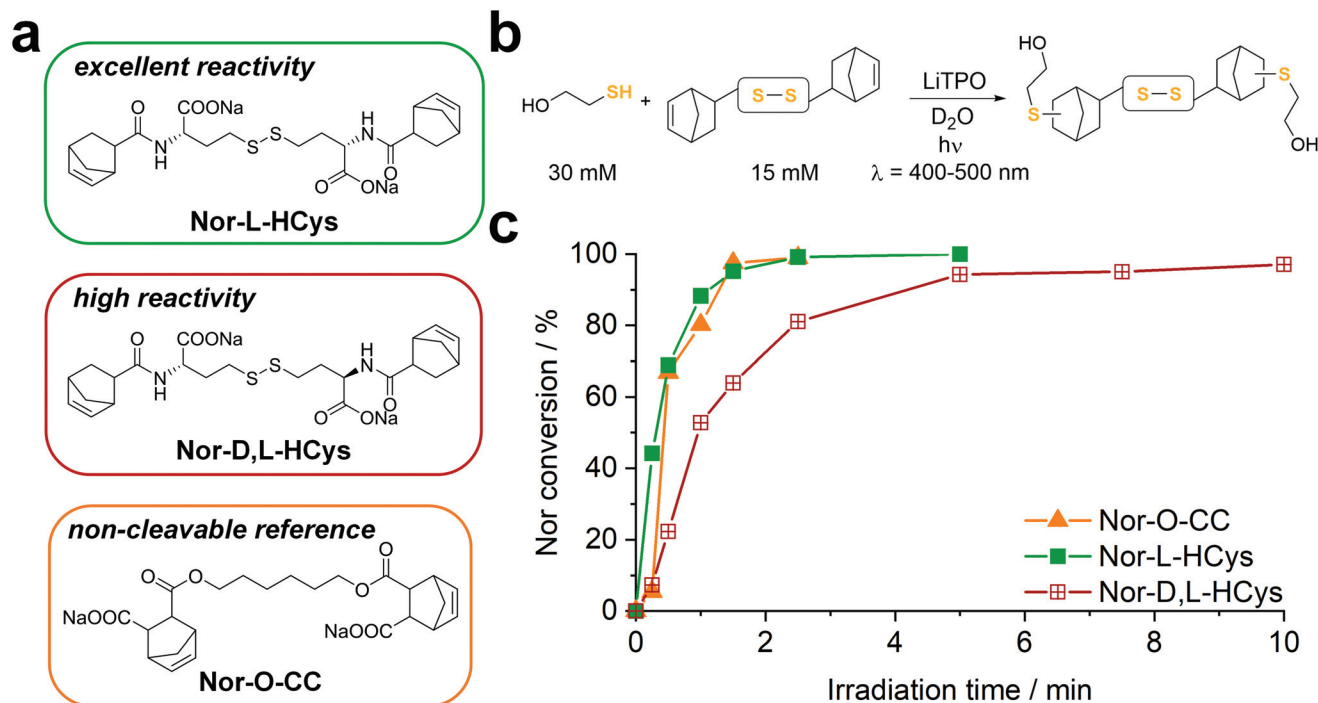 a
excellent reactivity
O
COONa
N
H
S
S
H
N
O
ONa
O
Nor-L-HCys
high reactivity
O
COONa
N
H
S
S
H
N
O
ONa
O
Nor-D,L-HCys
non-cleavable reference
O
O
O
O
NaOOC
NaOOC
Nor-O-CC
b
HO
SH
+
S
S
LiTPO
D2O
hν
λ = 400-500 nm
30 mM
15 mM
HO
S
S
S
S
OH
c
Nor conversion / %
100
80
60
40
20
0
0
2
4
6
8
10
Nor-O-CC
Nor-L-HCys
Nor-D,L-HCys
Irradiation time / min